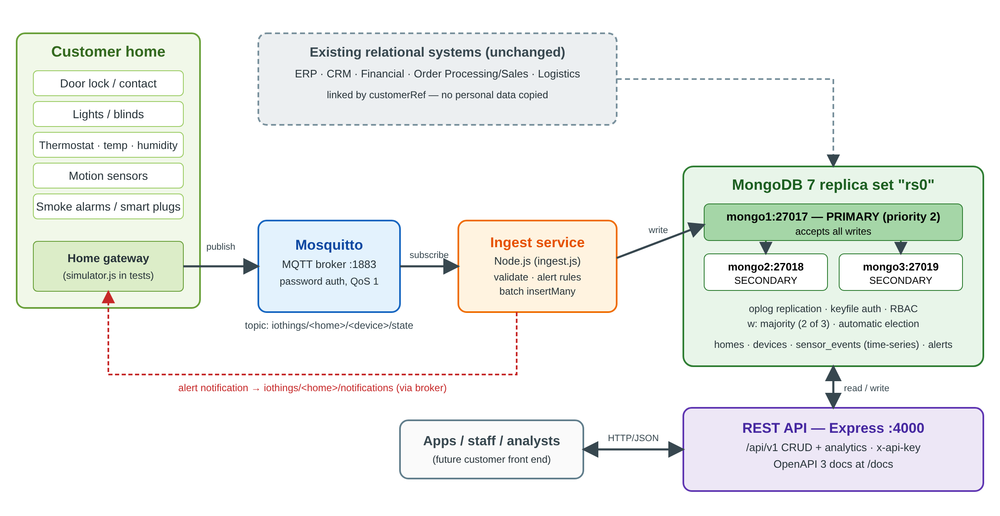 Customer home
Door lock / contact
Lights / blinds
Thermostat · temp · humidity
Motion sensors
Smoke alarms / smart plugs
Home gateway
(simulator.js in tests)
publish
Existing relational systems (unchanged)
ERP · CRM · Financial · Order Processing/Sales · Logistics
linked by customerRef — no personal data copied
Mosquitto
MQTT broker :1883
password auth, QoS 1
topic: iothings/<home>/<device>/state
subscribe
Ingest service
Node.js (ingest.js)
validate · alert rules
batch insertMany
write
MongoDB 7 replica set "rs0"
mongo1:27017 — PRIMARY (priority 2)
accepts all writes
mongo2:27018
SECONDARY
mongo3:27019
SECONDARY
oplog replication · keyfile auth · RBAC
w: majority (2 of 3) · automatic election
homes · devices · sensor_events (time-series) · alerts
alert notification → iothings/<home>/notifications (via broker)
read / write
Apps / staff / analysts
(future customer front end)
HTTP/JSON
REST API — Express :4000
/api/v1 CRUD + analytics · x-api-key
OpenAPI 3 docs at /docs